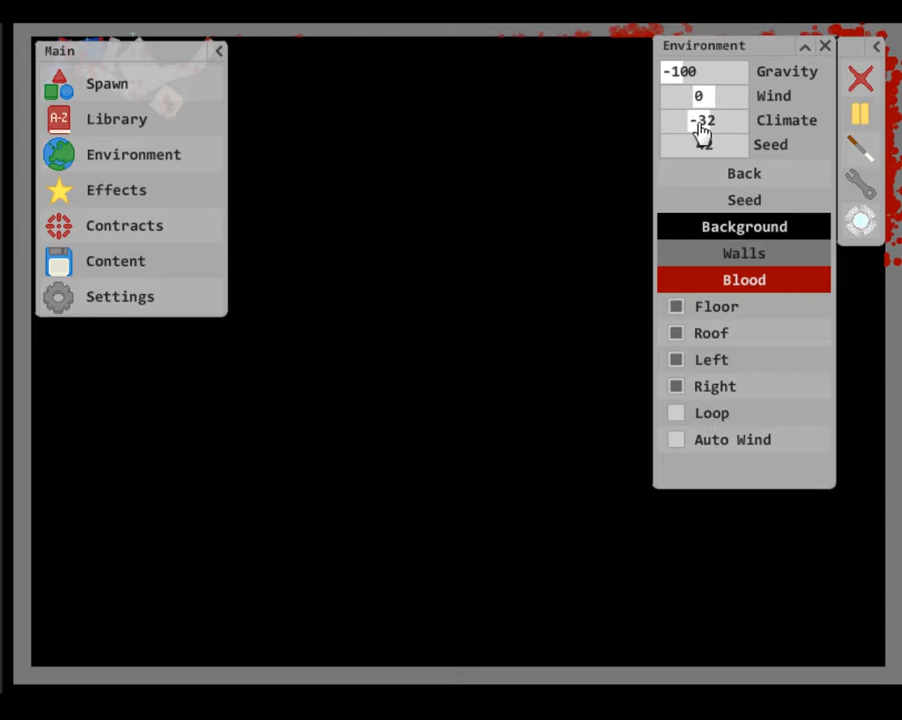 Main
Spawn
A-Z
Library
Environment
Effects
Contracts
Content
Settings
Environment
-100 Gravity
0 Wind
-32 Climate
Seed
Back
Seed
Background
Walls
Blood
Floor
Roof
Left
Right
Loop
Auto Wind